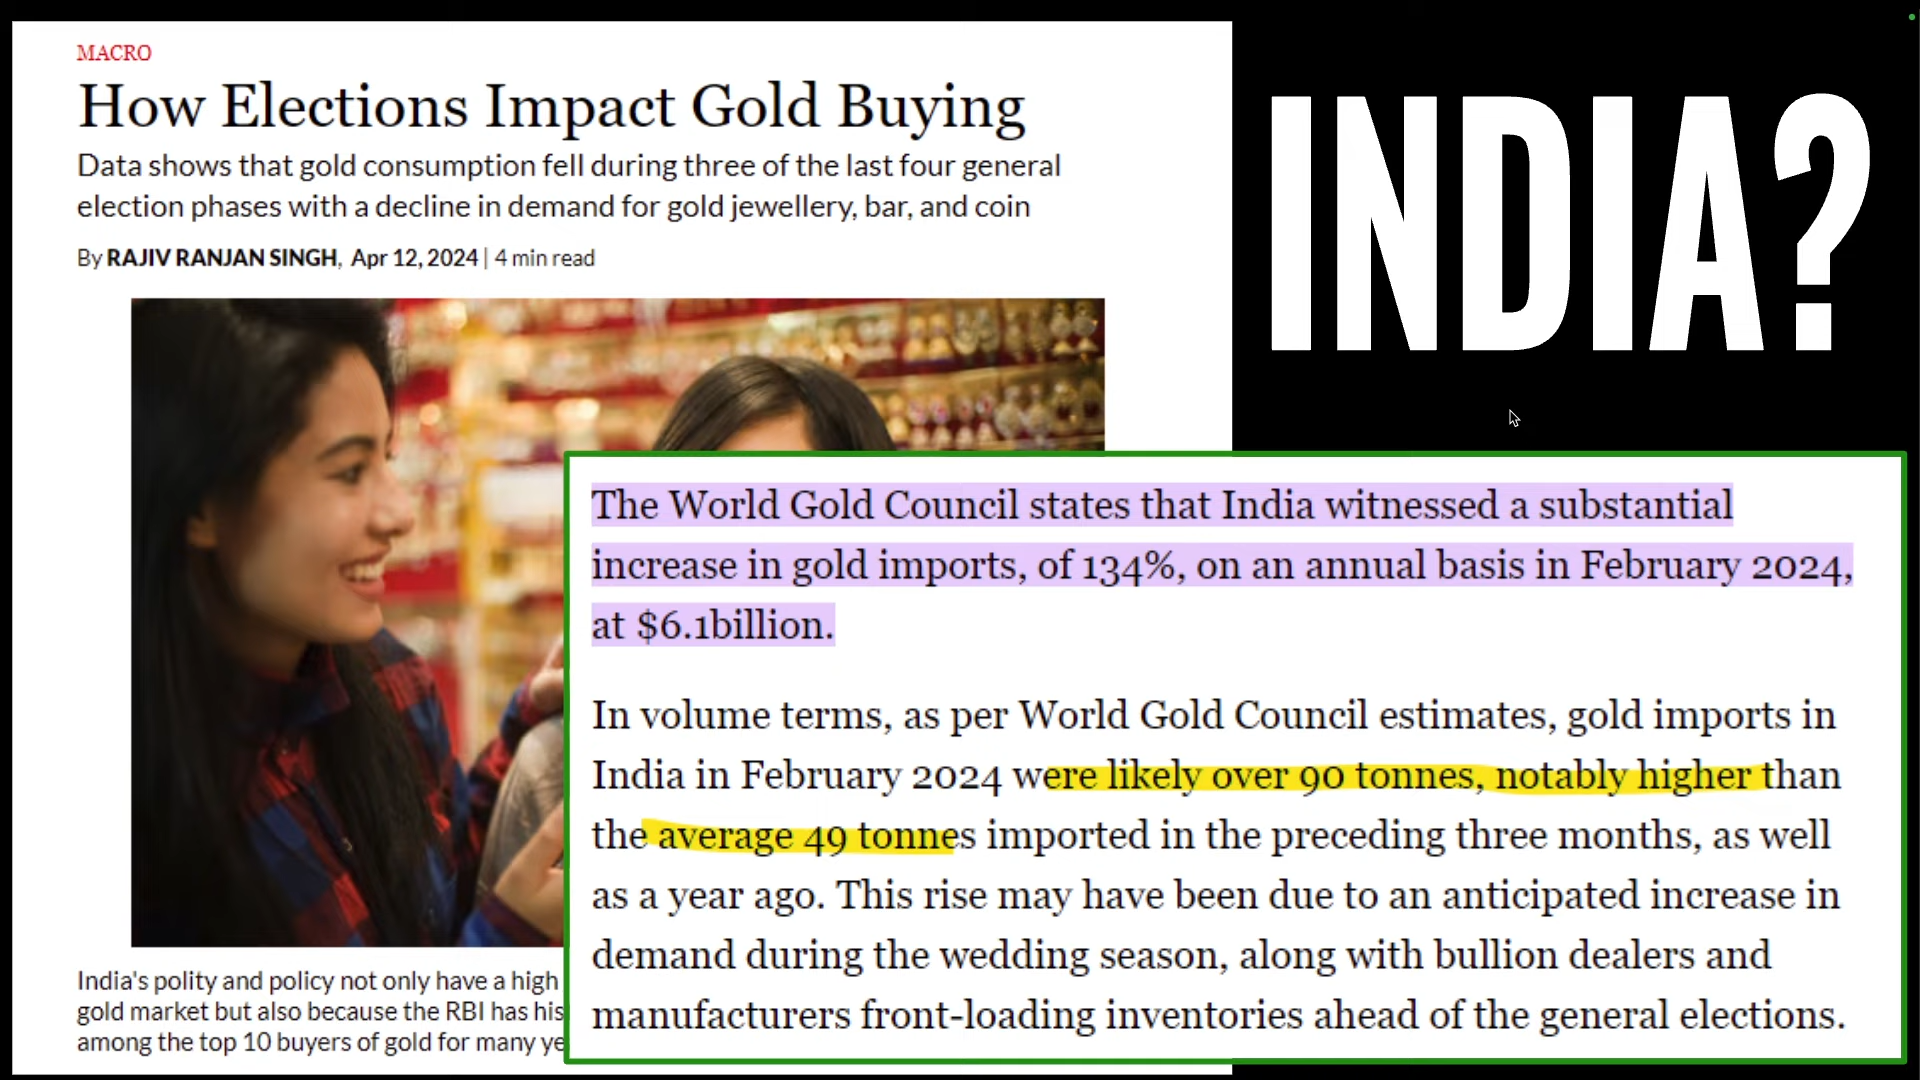 MACRO
How Elections Impact Gold Buying
Data shows that gold consumption fell during three of the last four general
election phases with a decline in demand for gold jewellery, bar, and coin
By RAJIV RANJAN SINGH, Apr 12, 2024 | 4 min read
INDIA?
The World Gold Council states that India witnessed a substantial
increase in gold imports, of 134%, on an annual basis in February 2024,
at $6.1billion.
In volume terms, as per World Gold Council estimates, gold imports in
India in February 2024 were likely over 90 tonnes, notably higher than
the average 49 tonnes imported in the preceding three months, as well
as a year ago. This rise may have been due to an anticipated increase in
demand during the wedding season, along with bullion dealers and
manufacturers front-loading inventories ahead of the general elections.
India's polity and policy not only have a high
gold market but also because the RBI has his
among the top 10 buyers of gold for many ye